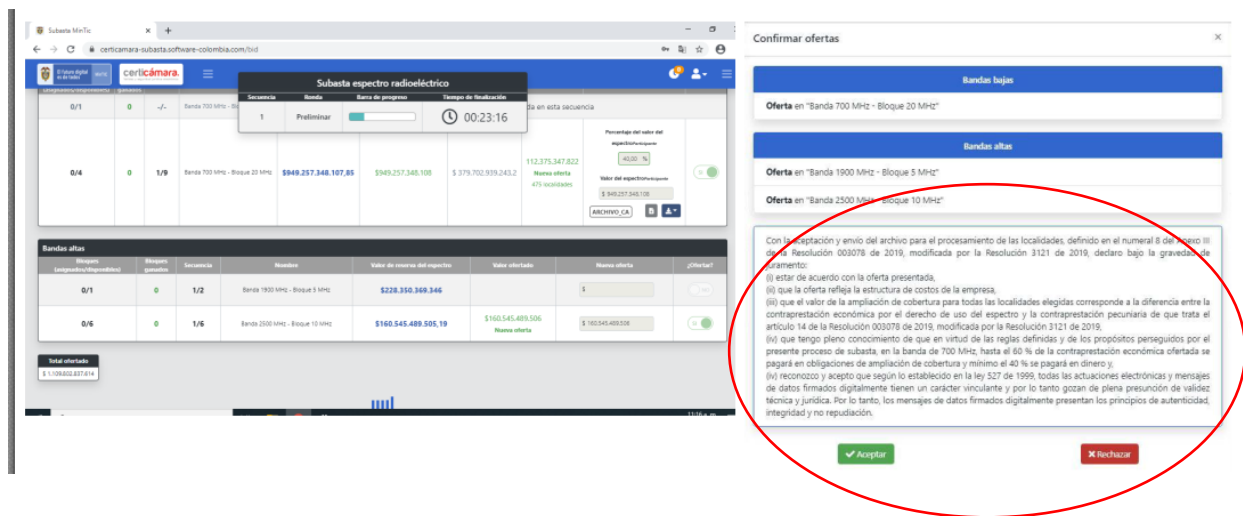 Subasta MinTic
certicamara-subasta.software-colombia.com/bid
El futuro digital es de todos MinTIC
certicámara.
Subasta espectro radioeléctrico
Secuencia Ronda Barra de progreso Tiempo de finalización
1 Preliminar 00:23:16
0/1 0 -/- Banda 700 MHz - da en esta secuencia
0/4 0 1/9 Banda 700 MHz - Bloque 20 MHz $949.257.348.107,85 $949.257.348.108 $ 379.702.939.243,2
112.375.347.822
Nueva oferta
475 localidades
Porcentaje del valor del
espectro
40,00 %
Valor del espectro
$ 949.257.348.108
ARCHIVO_CA
Bandas altas
Bloques (asignados/disponibles) Bloques ganados Secuencia Nombre Valor de reserva del espectro Valor ofertado Nueva oferta ¿Ofertar?
0/1 0 1/2 Banda 1900 MHz - Bloque 5 MHz $228.350.369.346 $
0/6 0 1/6 Banda 2500 MHz - Bloque 10 MHz $160.545.489.505,19 $160.545.489.506 $ 160.545.489.506
Nueva oferta
Total ofertado
$ 1.109.802.837.614
11:16 a. m.
Confirmar ofertas ×
Bandas bajas
Oferta en "Banda 700 MHz - Bloque 20 MHz"
Bandas altas
Oferta en "Banda 1900 MHz - Bloque 5 MHz"
Oferta en "Banda 2500 MHz - Bloque 10 MHz"
Con la aceptación y envío del archivo para el procesamiento de las localidades, definido en el numeral 8 del Anexo III
de la Resolución 003078 de 2019, modificada por la Resolución 3121 de 2019, declaro bajo la gravedad de
juramento:
(i) estar de acuerdo con la oferta presentada,
(ii) que la oferta refleja la estructura de costos de la empresa,
(iii) que el valor de la ampliación de cobertura para todas las localidades elegidas corresponde a la diferencia entre la
contraprestación económica por el derecho de uso del espectro y la contraprestación pecuniaria de que trata el
artículo 14 de la Resolución 003078 de 2019, modificada por la Resolución 3121 de 2019,
(iv) que tengo pleno conocimiento de que en virtud de las reglas definidas y de los propósitos perseguidos por el
presente proceso de subasta, en la banda de 700 MHz, hasta el 60 % de la contraprestación económica ofertada se
pagará en obligaciones de ampliación de cobertura y mínimo el 40 % se pagará en dinero y,
(iv) reconozco y acepto que según lo establecido en la ley 527 de 1999, todas las actuaciones electrónicas y mensajes
de datos firmados digitalmente tienen un carácter vinculante y por lo tanto gozan de plena presunción de validez
técnica y jurídica. Por lo tanto, los mensajes de datos firmados digitalmente presentan los principios de autenticidad,
integridad y no repudiación.
Aceptar
Rechazar